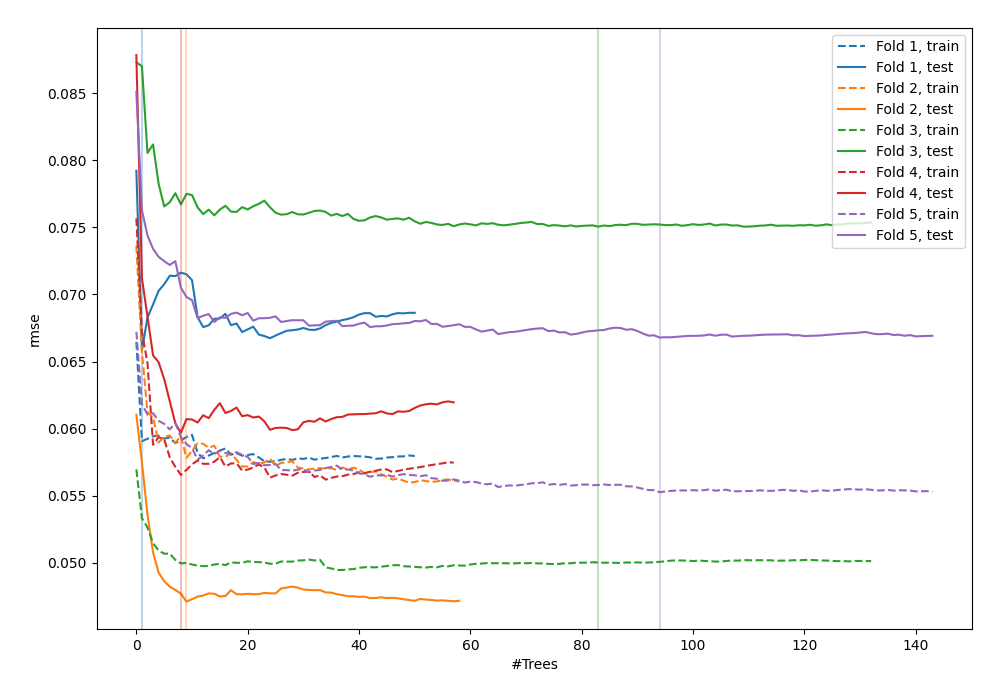 rmse
0.085
0.080
0.075
0.070
0.065
0.060
0.055
0.050
0
20
40
60
80
100
120
140
#Trees
Fold 1, train
Fold 1, test
Fold 2, train
Fold 2, test
Fold 3, train
Fold 3, test
Fold 4, train
Fold 4, test
Fold 5, train
Fold 5, test